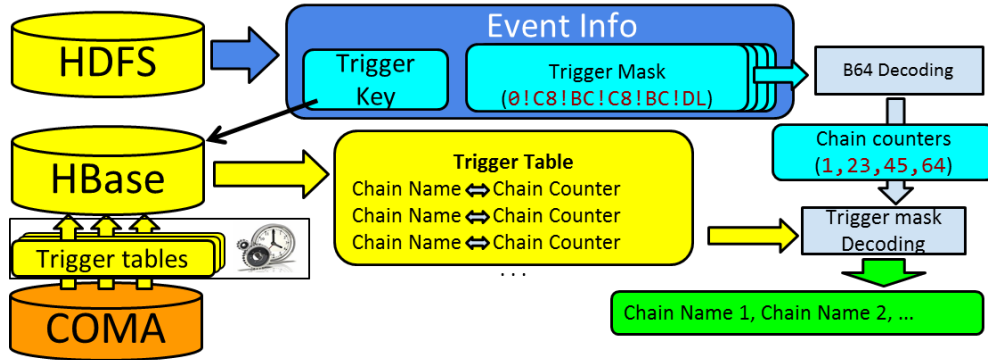 HDFS
Event Info
Trigger
Key
Trigger Mask
(0!C8!BC!C8!BC!DL)
B64 Decoding
Chain counters
(1,23,45,64)
HBase
Trigger Table
Chain Name ⇔ Chain Counter
Chain Name ⇔ Chain Counter
Chain Name ⇔ Chain Counter
...
Trigger mask
Decoding
Trigger tables
COMA
Chain Name 1, Chain Name 2, ...